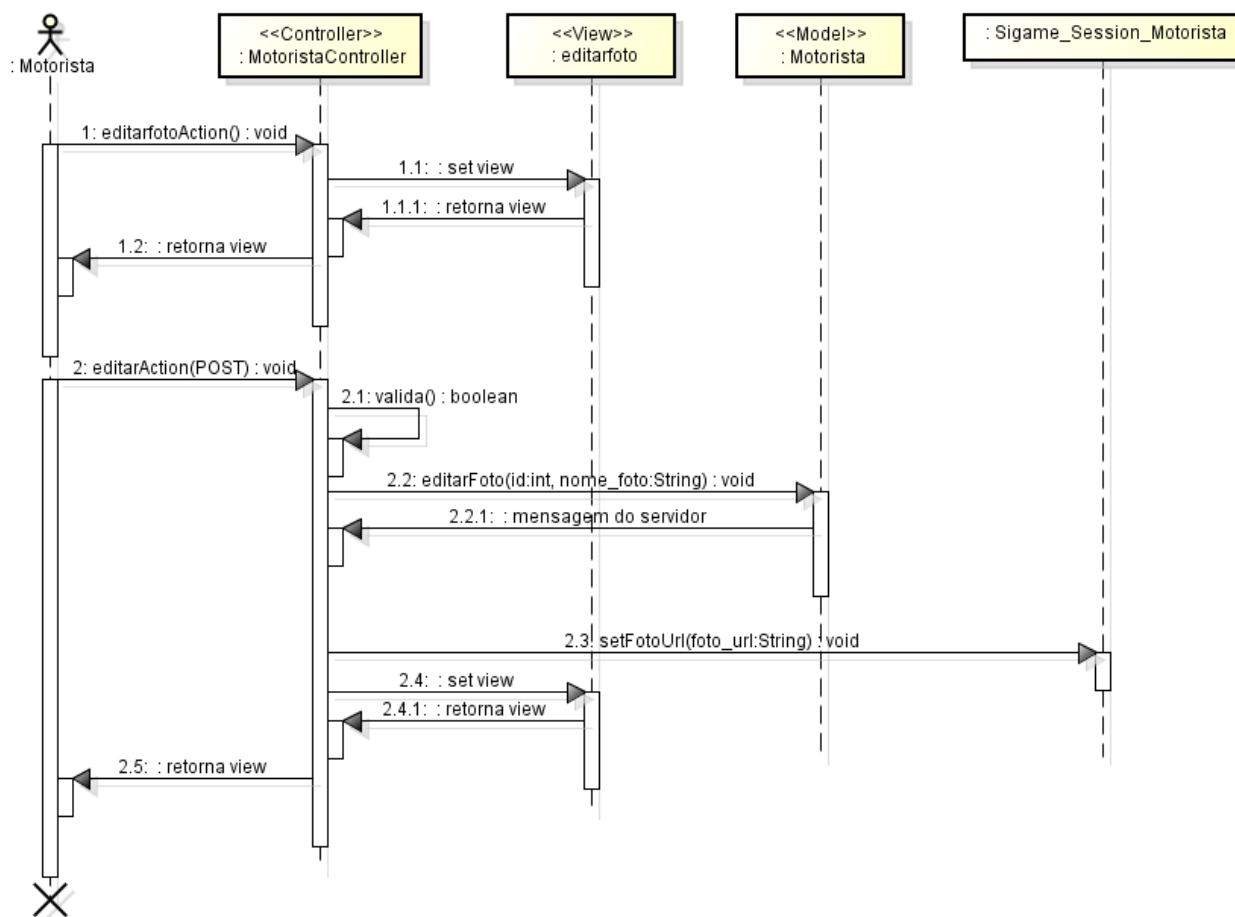 : Motorista
<<Controller>>
: MotoristaController
<<View>>
: editarfoto
<<Model>>
: Motorista
: Sigame_Session_Motorista
1: editarfotoAction() : void
1.1: : set view
1.1.1: : retorna view
1.2: : retorna view
2: editarAction(POST) : void
2.1: valida() : boolean
2.2: editarFoto(id:int, nome_foto:String) : void
2.2.1: : mensagem do servidor
2.3: setFotoUrl(foto_url:String) : void
2.4: : set view
2.4.1: : retorna view
2.5: : retorna view